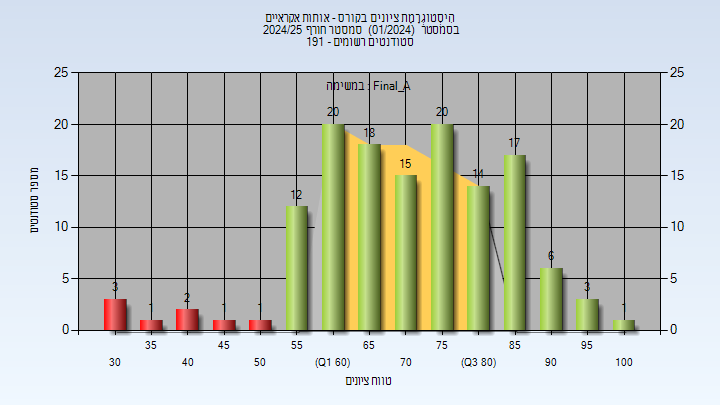 היסטוגרמת ציונים בקורס - אותות אקראיים
בסמסטר (01/2024) סמסטר חורף 2024/25
סטודנטים רשומים - 191
במשימה : Final_A
מספר סטודנטים
25 25
20 20
15 15
10 10
5 5
0 0
3 1 2 1 1 12 20 18 15 20 14 17 6 3 1
35 45 55 65 75 85 95
30 40 50 (Q1 60) 70 (Q3 80) 90 100
טווח ציונים